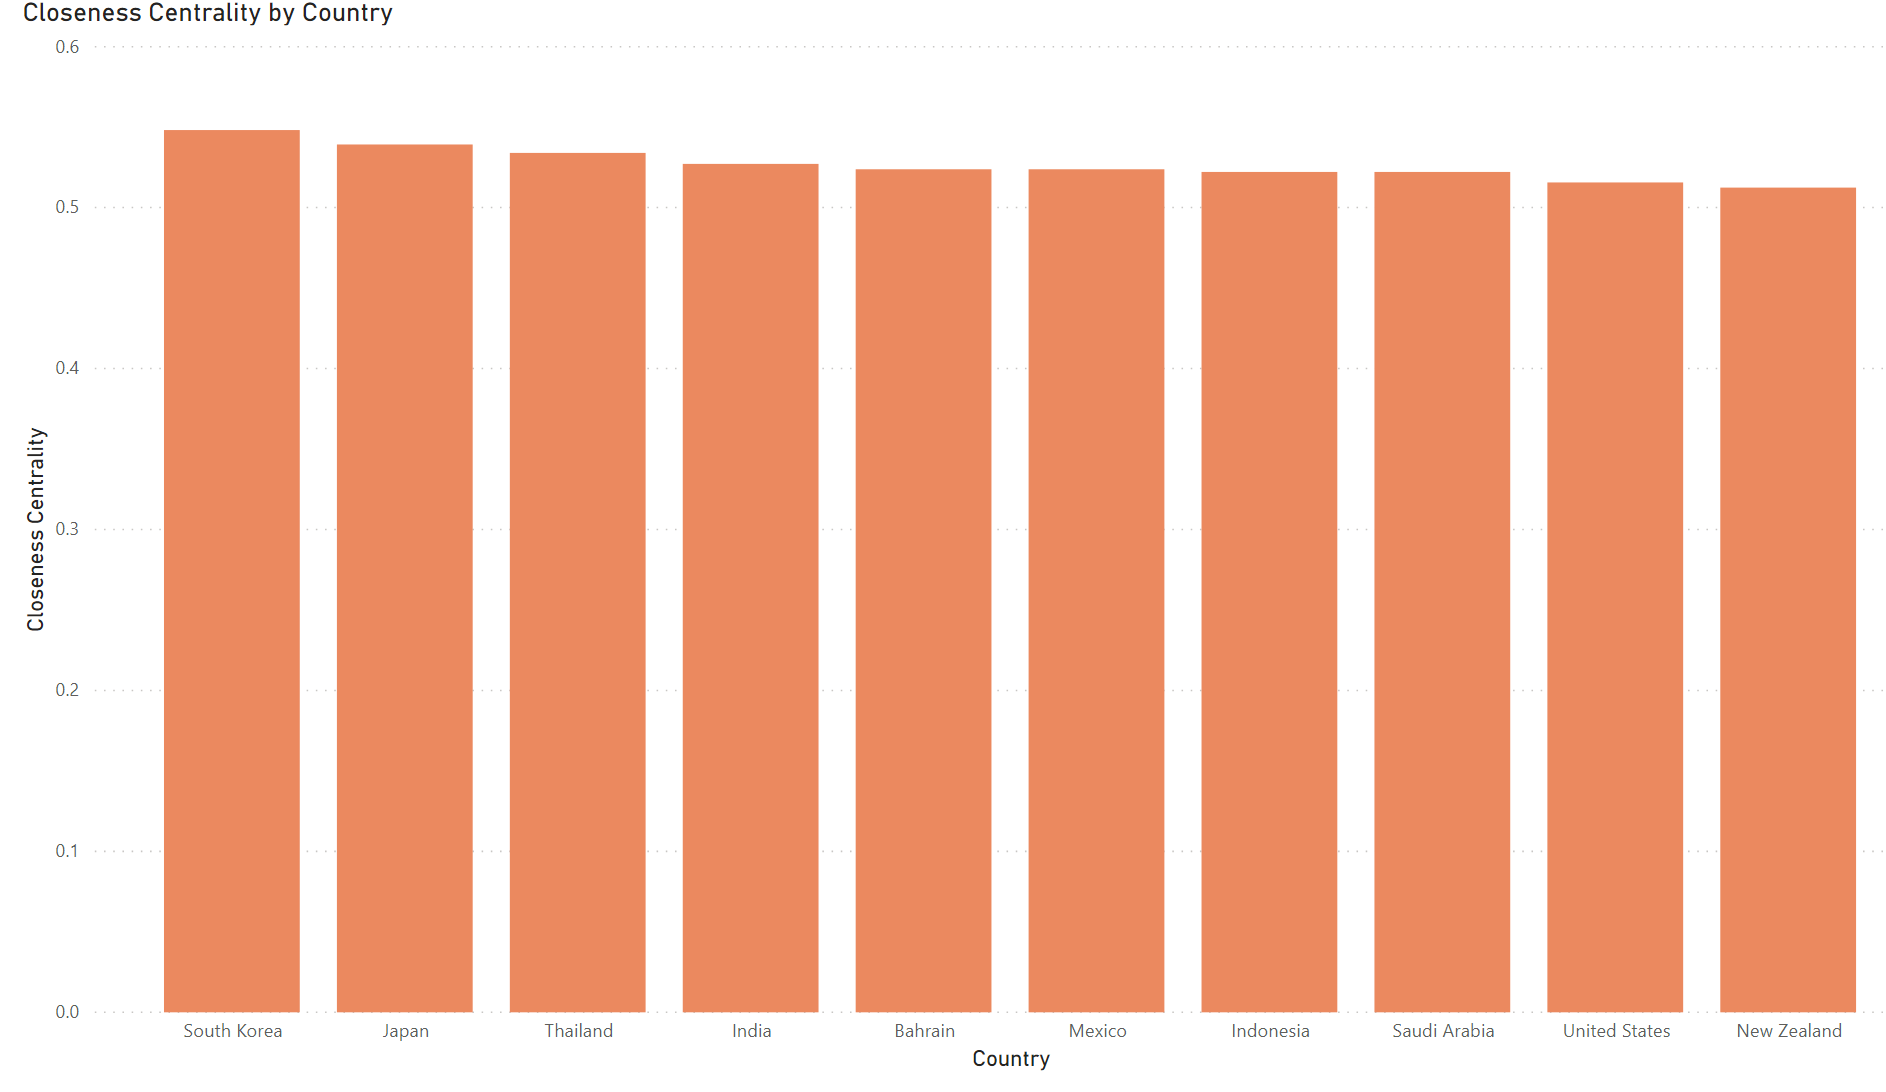 Closeness Centrality by Country
0.6
0.5
0.4
0.3
0.2
0.1
0.0
Closeness Centrality
South Korea
Japan
Thailand
India
Bahrain
Mexico
Indonesia
Saudi Arabia
United States
New Zealand
Country